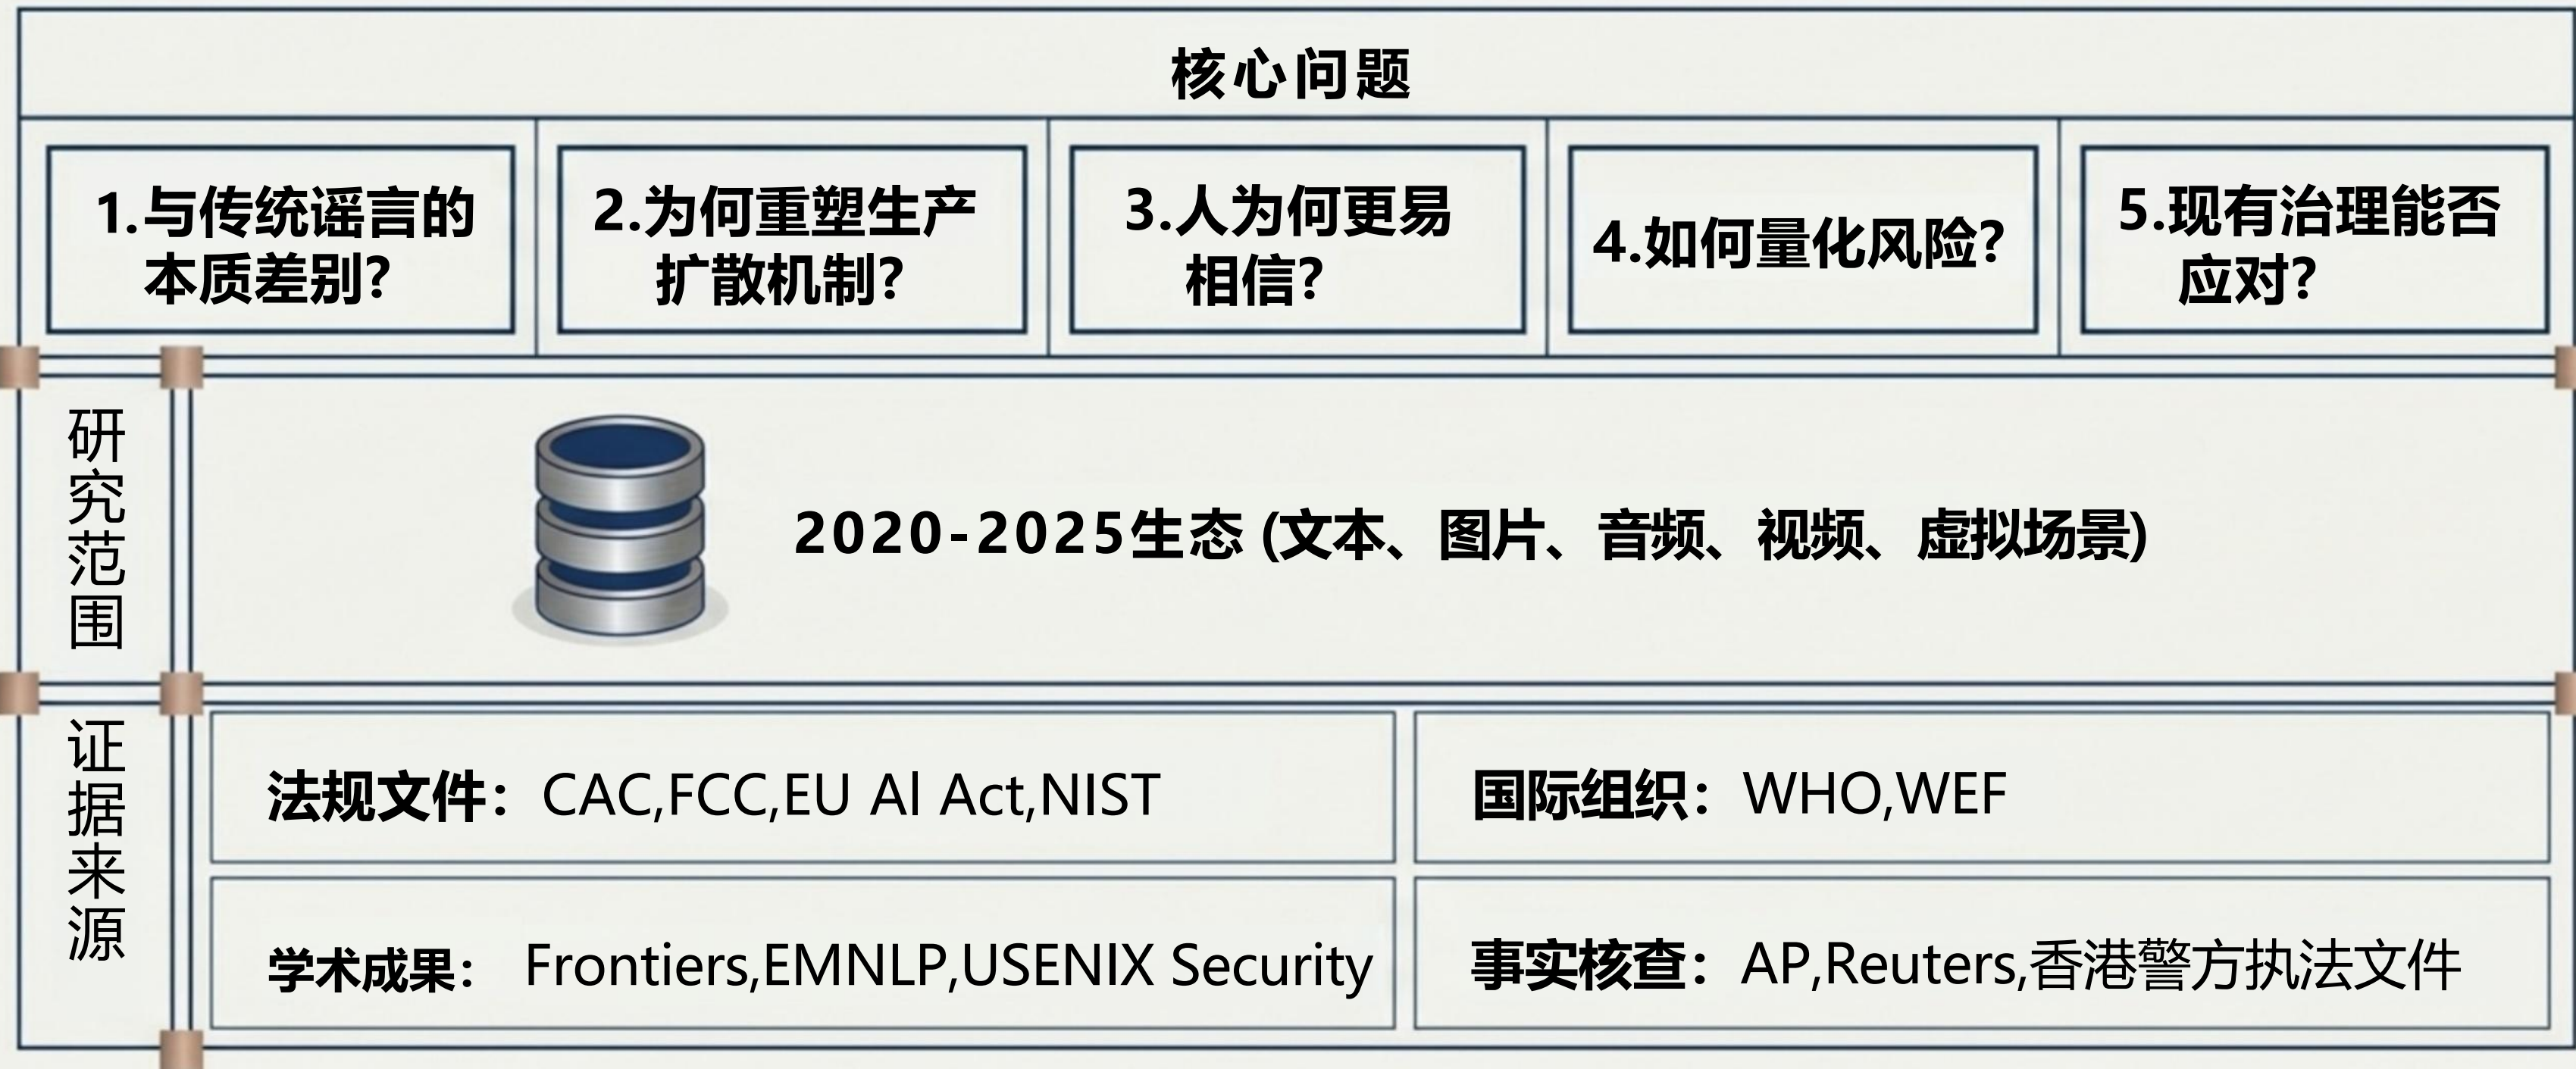 核心问题
1.与传统谣言的
本质差别?
2.为何重塑生产
扩散机制?
3.人为何更易
相信?
4.如何量化风险?
5.现有治理能否
应对?
研究范围
2020-2025生态 (文本、图片、音频、视频、虚拟场景)
证据来源
法规文件：CAC,FCC,EU Al Act,NIST
国际组织：WHO,WEF
学术成果： Frontiers,EMNLP,USENIX Security
事实核查：AP,Reuters,香港警方执法文件